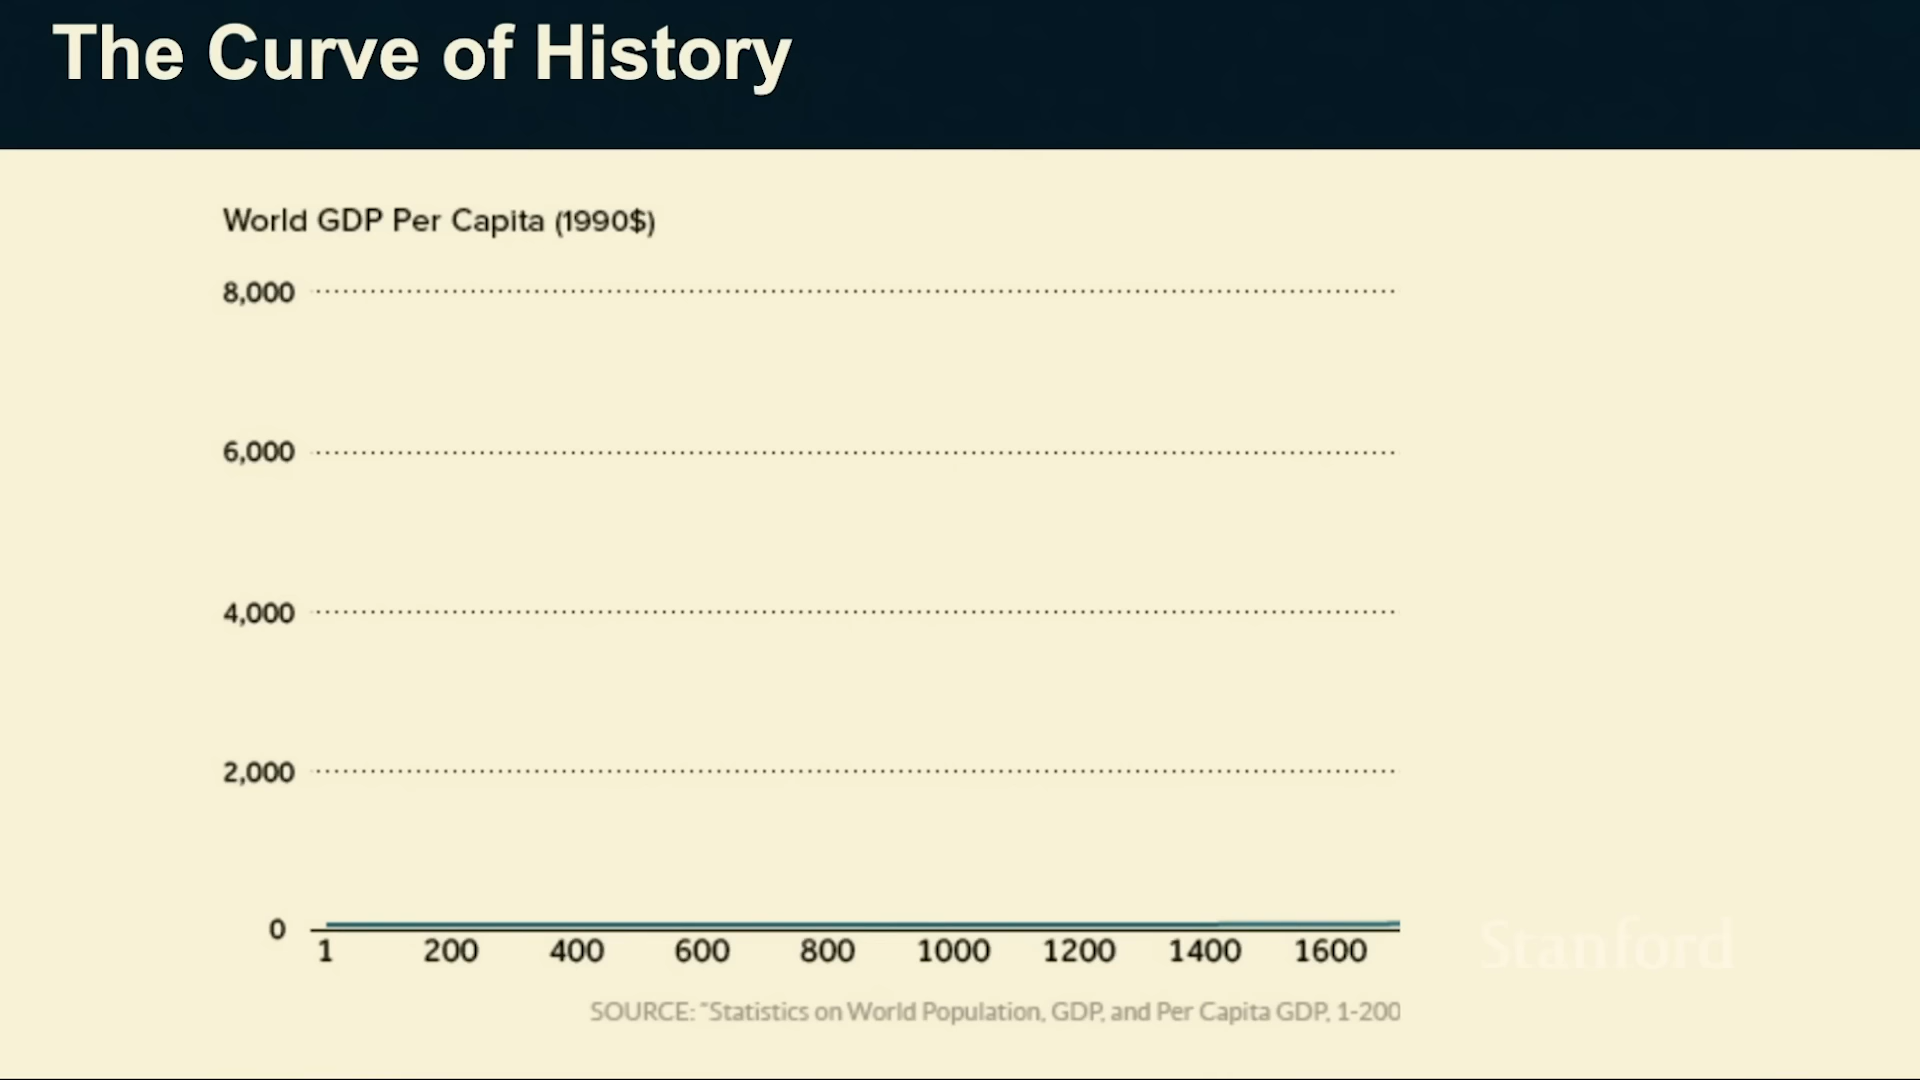 The Curve of History
World GDP Per Capita (1990$)
8,000
6,000
4,000
2,000
0
1 200 400 600 800 1000 1200 1400 1600
Stanford
SOURCE: "Statistics on World Population, GDP, and Per Capita GDP, 1-200